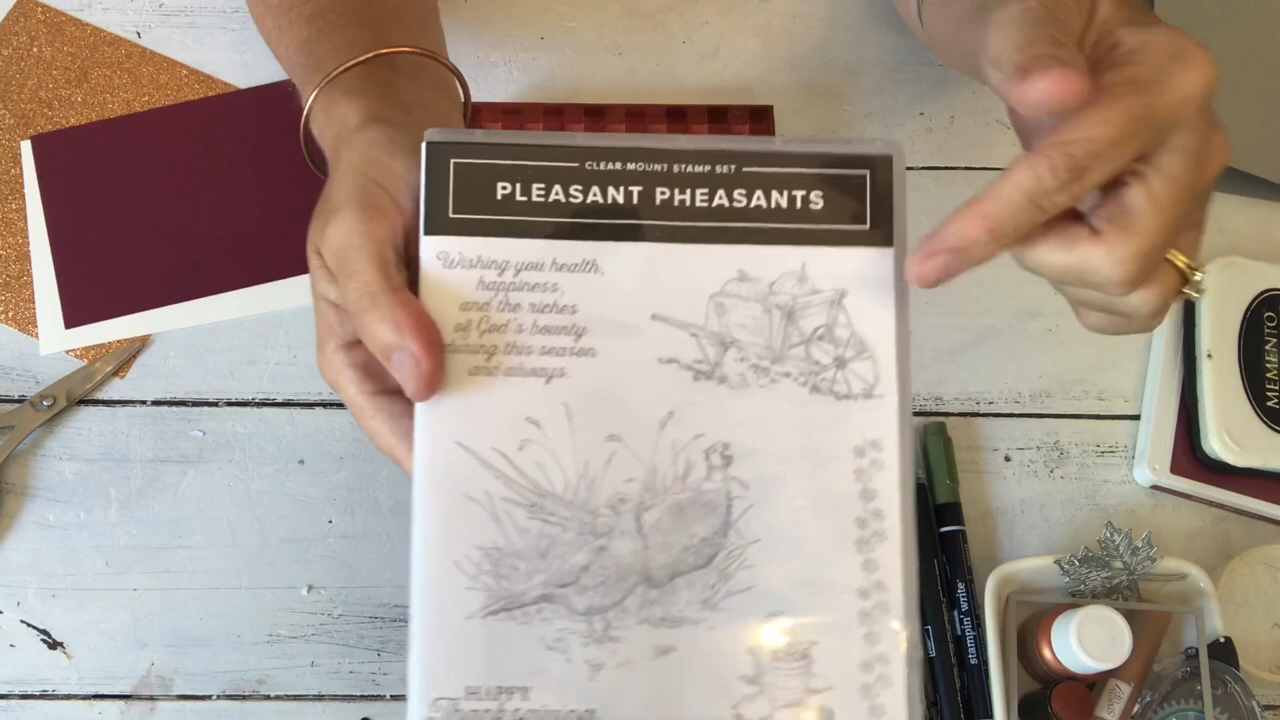 CLEAR-MOUNT STAMP SET
PLEASANT PHEASANTS
Wishing you health,
happiness,
and the riches
of God's bounty
during this season
and always.
HAPPY
MEMENTO
stampin' write